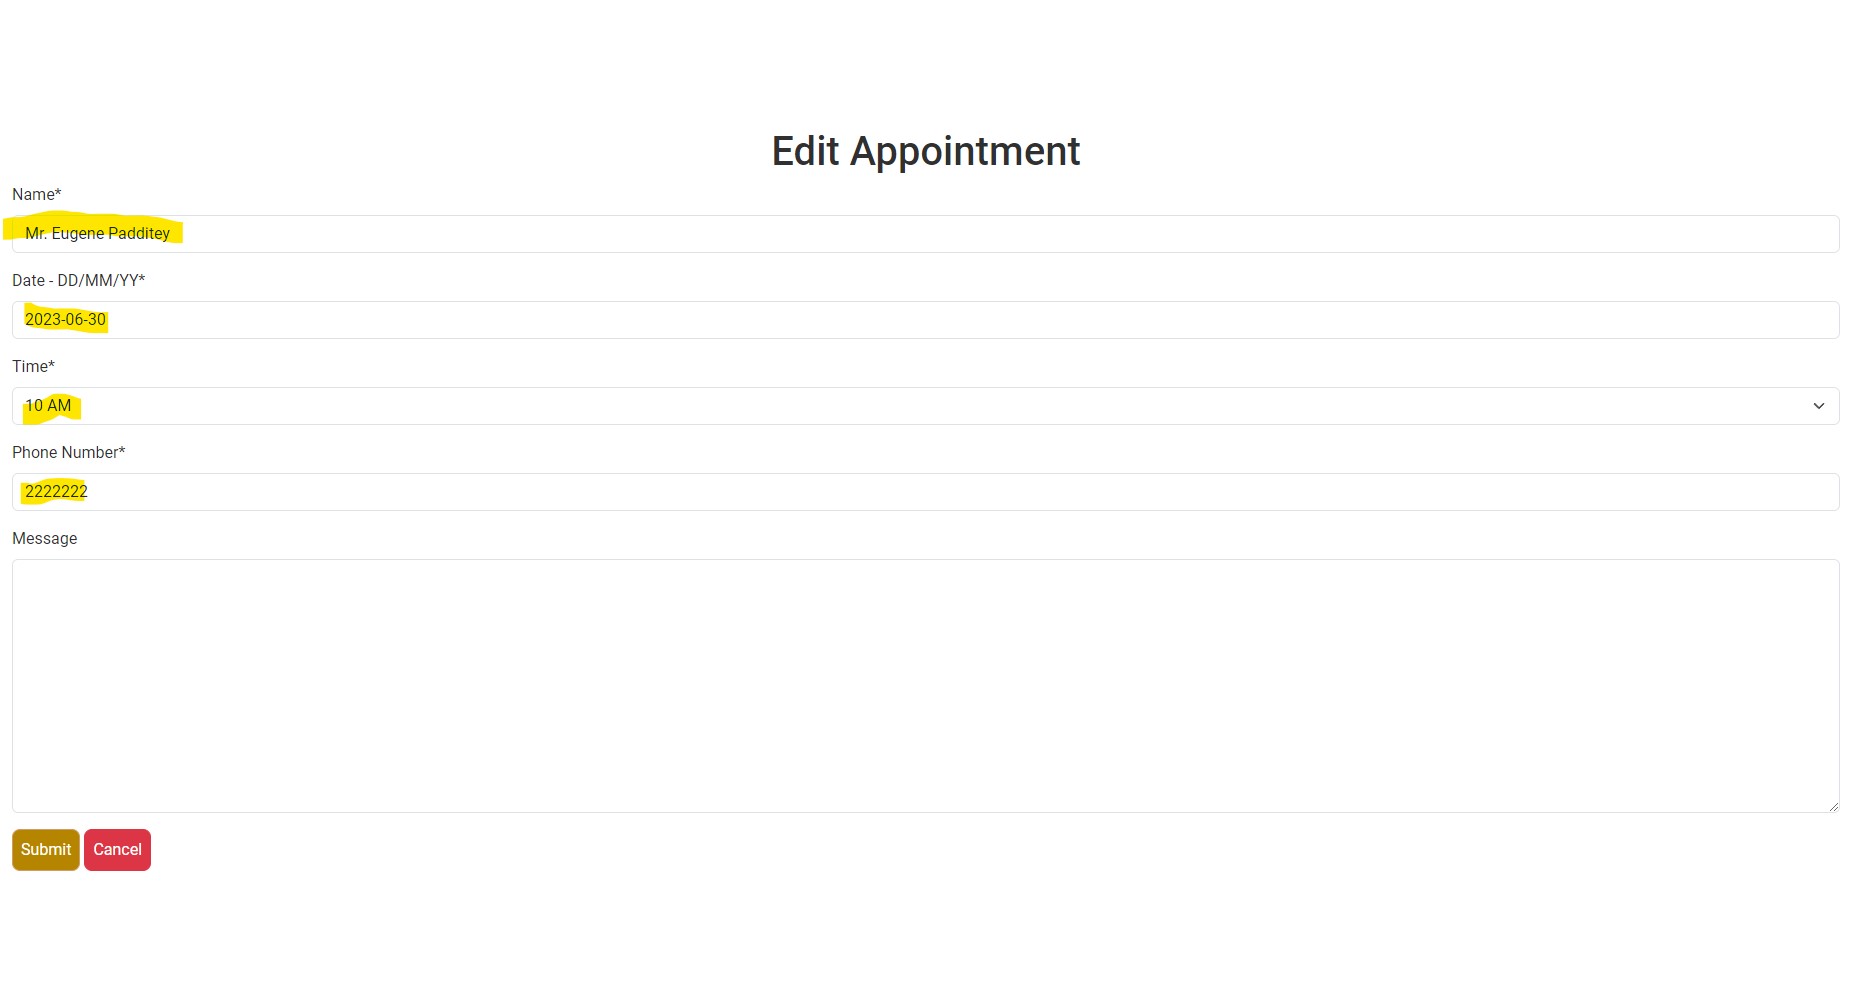 Edit Appointment
Name*
Mr. Eugene Padditey
Date - DD/MM/YY*
2023-06-30
Time*
10 AM
Phone Number*
2222222
Message
Submit Cancel